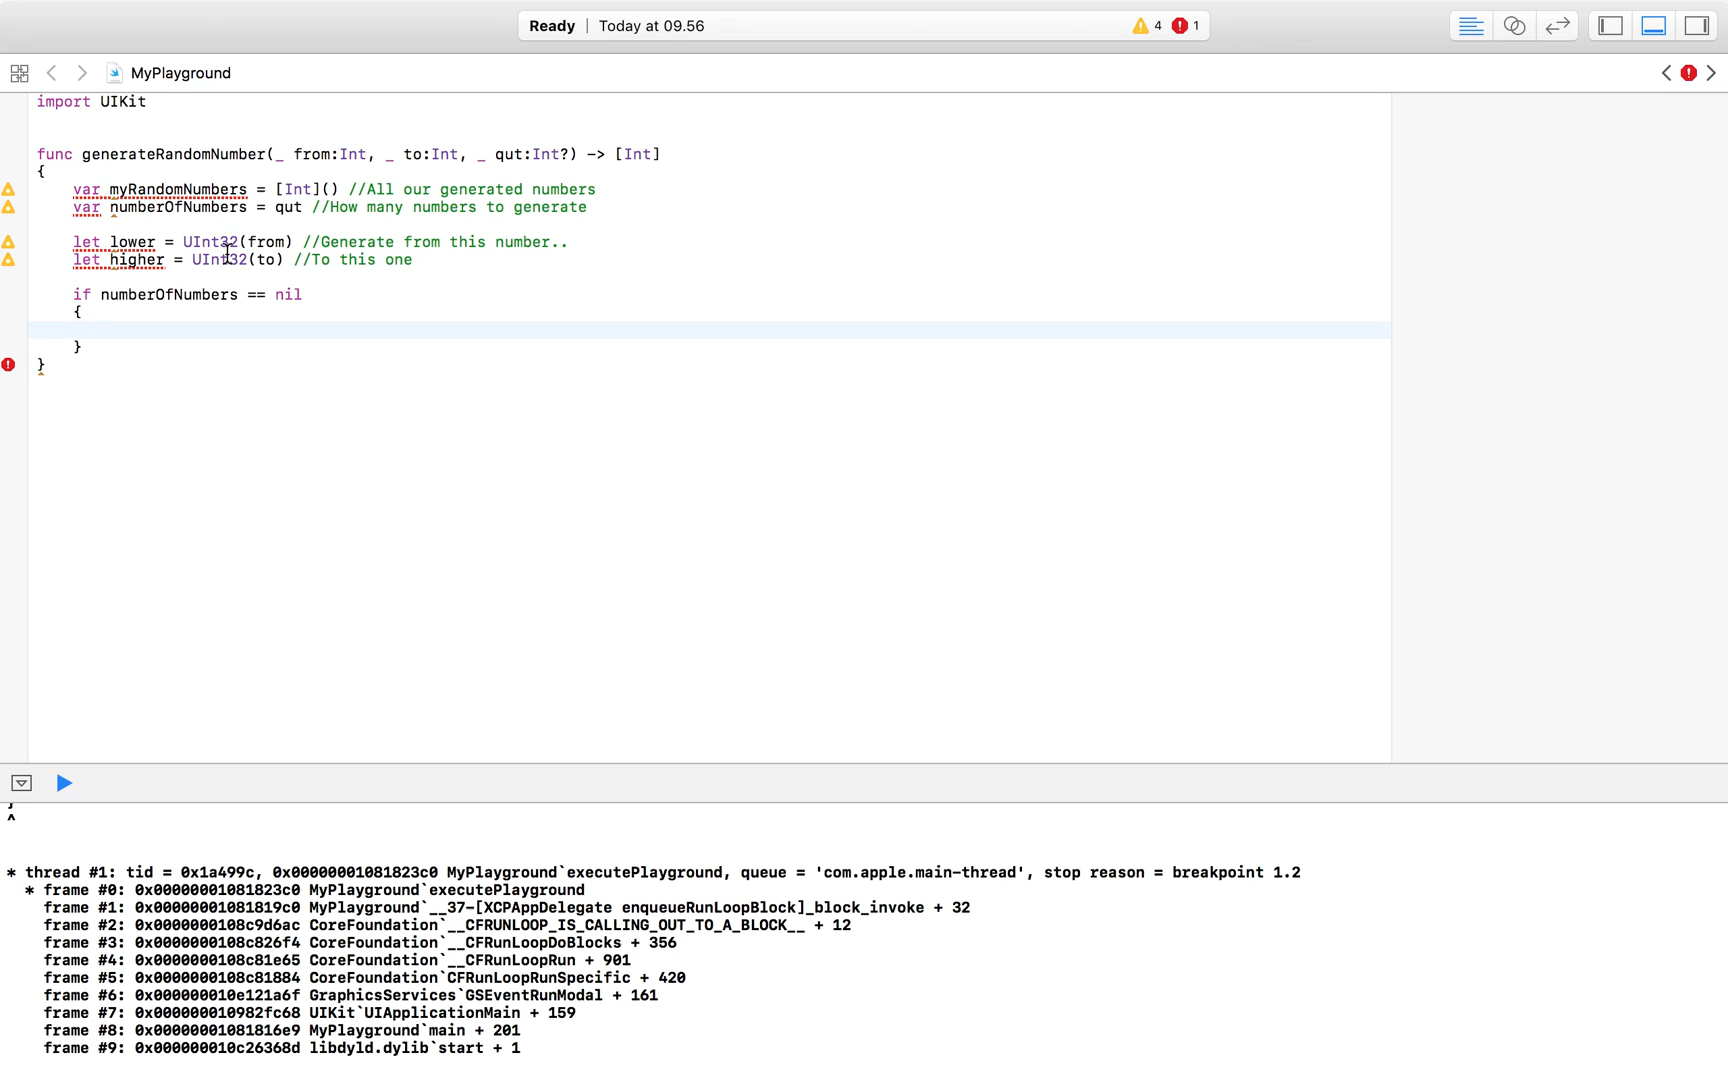 Ready | Today at 09.56 4 1
MyPlayground
import UIKit
func generateRandomNumber(_ from:Int, _ to:Int, _ qut:Int?) -> [Int]
{
var myRandomNumbers = [Int]() //All our generated numbers
var numberOfNumbers = qut //How many numbers to generate
let lower = UInt32(from) //Generate from this number..
let higher = UInt32(to) //To this one
if numberOfNumbers == nil
{
}
}
^
* thread #1: tid = 0x1a499c, 0x00000001081823c0 MyPlayground`executePlayground, queue = 'com.apple.main-thread', stop reason = breakpoint 1.2
* frame #0: 0x00000001081823c0 MyPlayground`executePlayground
frame #1: 0x00000001081819c0 MyPlayground`__37-[XCPAppDelegate enqueueRunLoopBlock]_block_invoke + 32
frame #2: 0x0000000108c9d6ac CoreFoundation`__CFRUNLOOP_IS_CALLING_OUT_TO_A_BLOCK__ + 12
frame #3: 0x0000000108c826f4 CoreFoundation`__CFRunLoopDoBlocks + 356
frame #4: 0x0000000108c81e65 CoreFoundation`__CFRunLoopRun + 901
frame #5: 0x0000000108c81884 CoreFoundation`CFRunLoopRunSpecific + 420
frame #6: 0x000000010e121a6f GraphicsServices`GSEventRunModal + 161
frame #7: 0x000000010982fc68 UIKit`UIApplicationMain + 159
frame #8: 0x00000001081816e9 MyPlayground`main + 201
frame #9: 0x000000010c26368d libdyld.dylib`start + 1